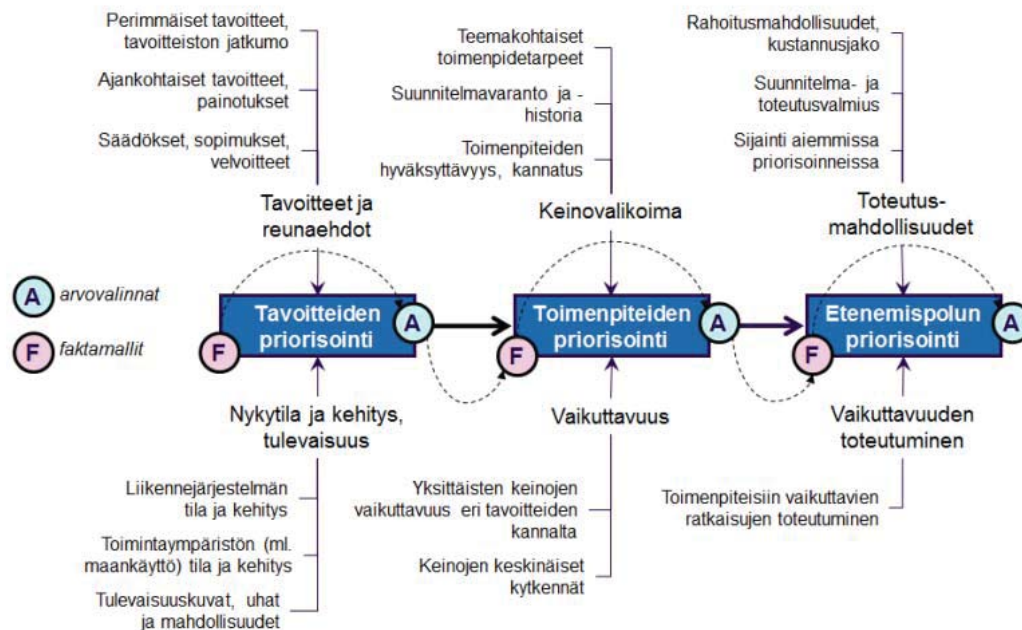 Perimmäiset tavoitteet,
tavoitteiston jatkumo
Ajankohtaiset tavoitteet,
painotukset
Säädökset, sopimukset,
velvoitteet
Tavoitteet ja
reunaehdot
Teemakohtaiset
toimenpidetarpeet
Suunnitelmavaranto ja -
historia
Toimenpiteiden
hyväksyttävyys, kannatus
Keinovalikoima
Rahoitusmahdollisuudet,
kustannusjako
Suunnitelma- ja
toteutusvalmius
Sijainti aiemmissa
priorisoinneissa
Toteutus-
mahdollisuudet
A arvovalinnat
F faktamallit
Tavoitteiden
priorisointi
F
A
Toimenpiteiden
priorisointi
F
A
Etenemispolun
priorisointi
F
A
Nykytila ja kehitys,
tulevaisuus
Liikennejärjestelmän
tila ja kehitys
Toimintaympäristön (ml.
maankäyttö) tila ja kehitys
Tulevaisuuskuvat, uhat
ja mahdollisuudet
Vaikuttavuus
Yksittäisten keinojen
vaikuttavuus eri tavoitteiden
kannalta
Keinojen keskinäiset
kytkennät
Vaikuttavuuden
toteutuminen
Toimenpiteisiin vaikuttavien
ratkaisujen toteutuminen